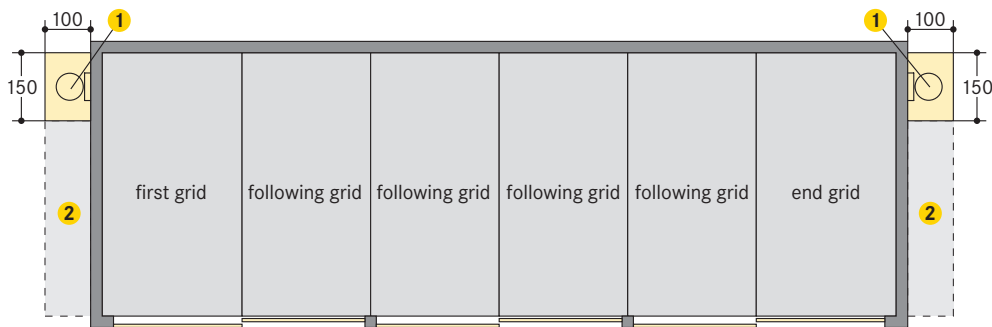 100 1 1 100
150 150
first grid following grid following grid following grid following grid end grid
2 2